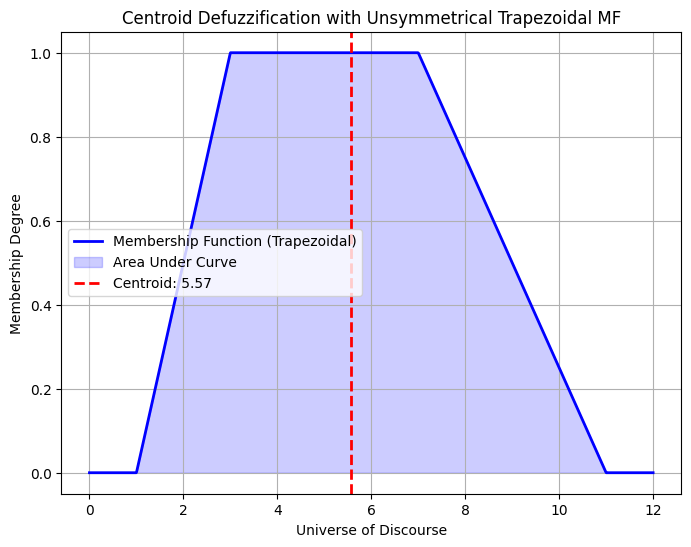 Centroid Defuzzification with Unsymmetrical Trapezoidal MF
Membership Degree
1.0
0.8
0.6
0.4
0.2
0.0
Membership Function (Trapezoidal)
Area Under Curve
Centroid: 5.57
0 2 4 6 8 10 12
Universe of Discourse